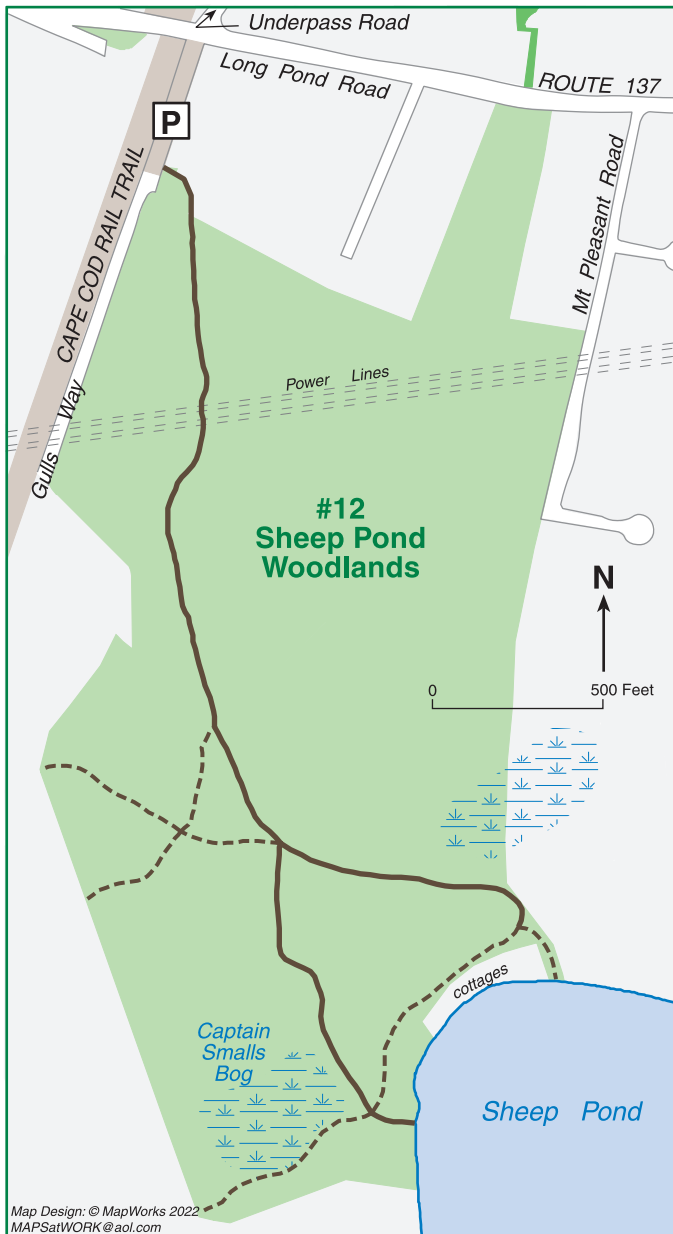 Underpass Road
Long Pond Road
ROUTE 137
P
CAPE COD RAIL TRAIL
Mt Pleasant Road
Power Lines
Gulls Way
#12
Sheep Pond
Woodlands
N
0 500 Feet
cottages
Captain
Smalls
Bog
Sheep Pond
Map Design: © MapWorks 2022
MAPSatWORK@aol.com